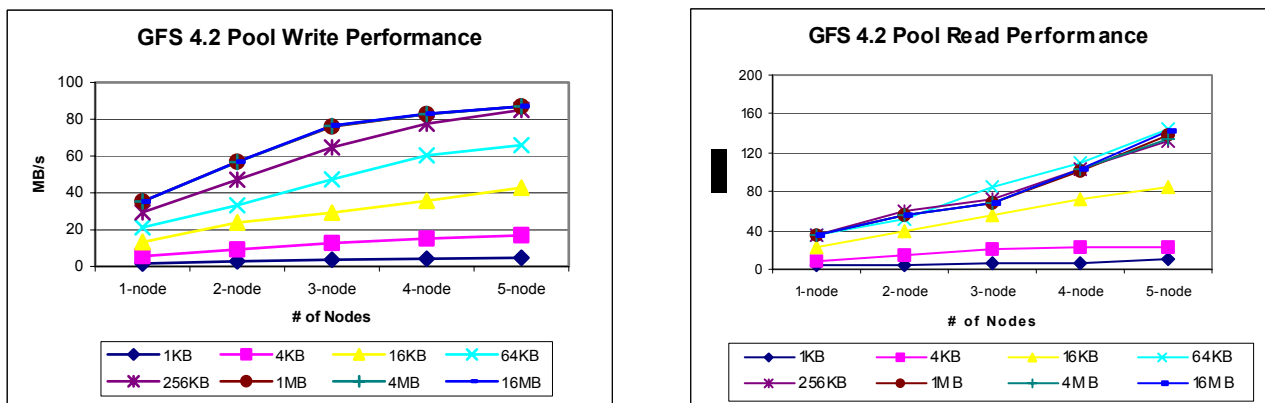 GFS 4.2 Pool Write Performance
100
80
60
40
20
0
MB/s
1-node 2-node 3-node 4-node 5-node
# of Nodes
1KB 4KB 16KB 64KB
256KB 1MB 4MB 16MB
GFS 4.2 Pool Read Performance
200
160
120
80
40
0
1-node 2-node 3-node 4-node 5-node
# of Nodes
1KB 4KB 16KB 64KB
256KB 1MB 4MB 16MB